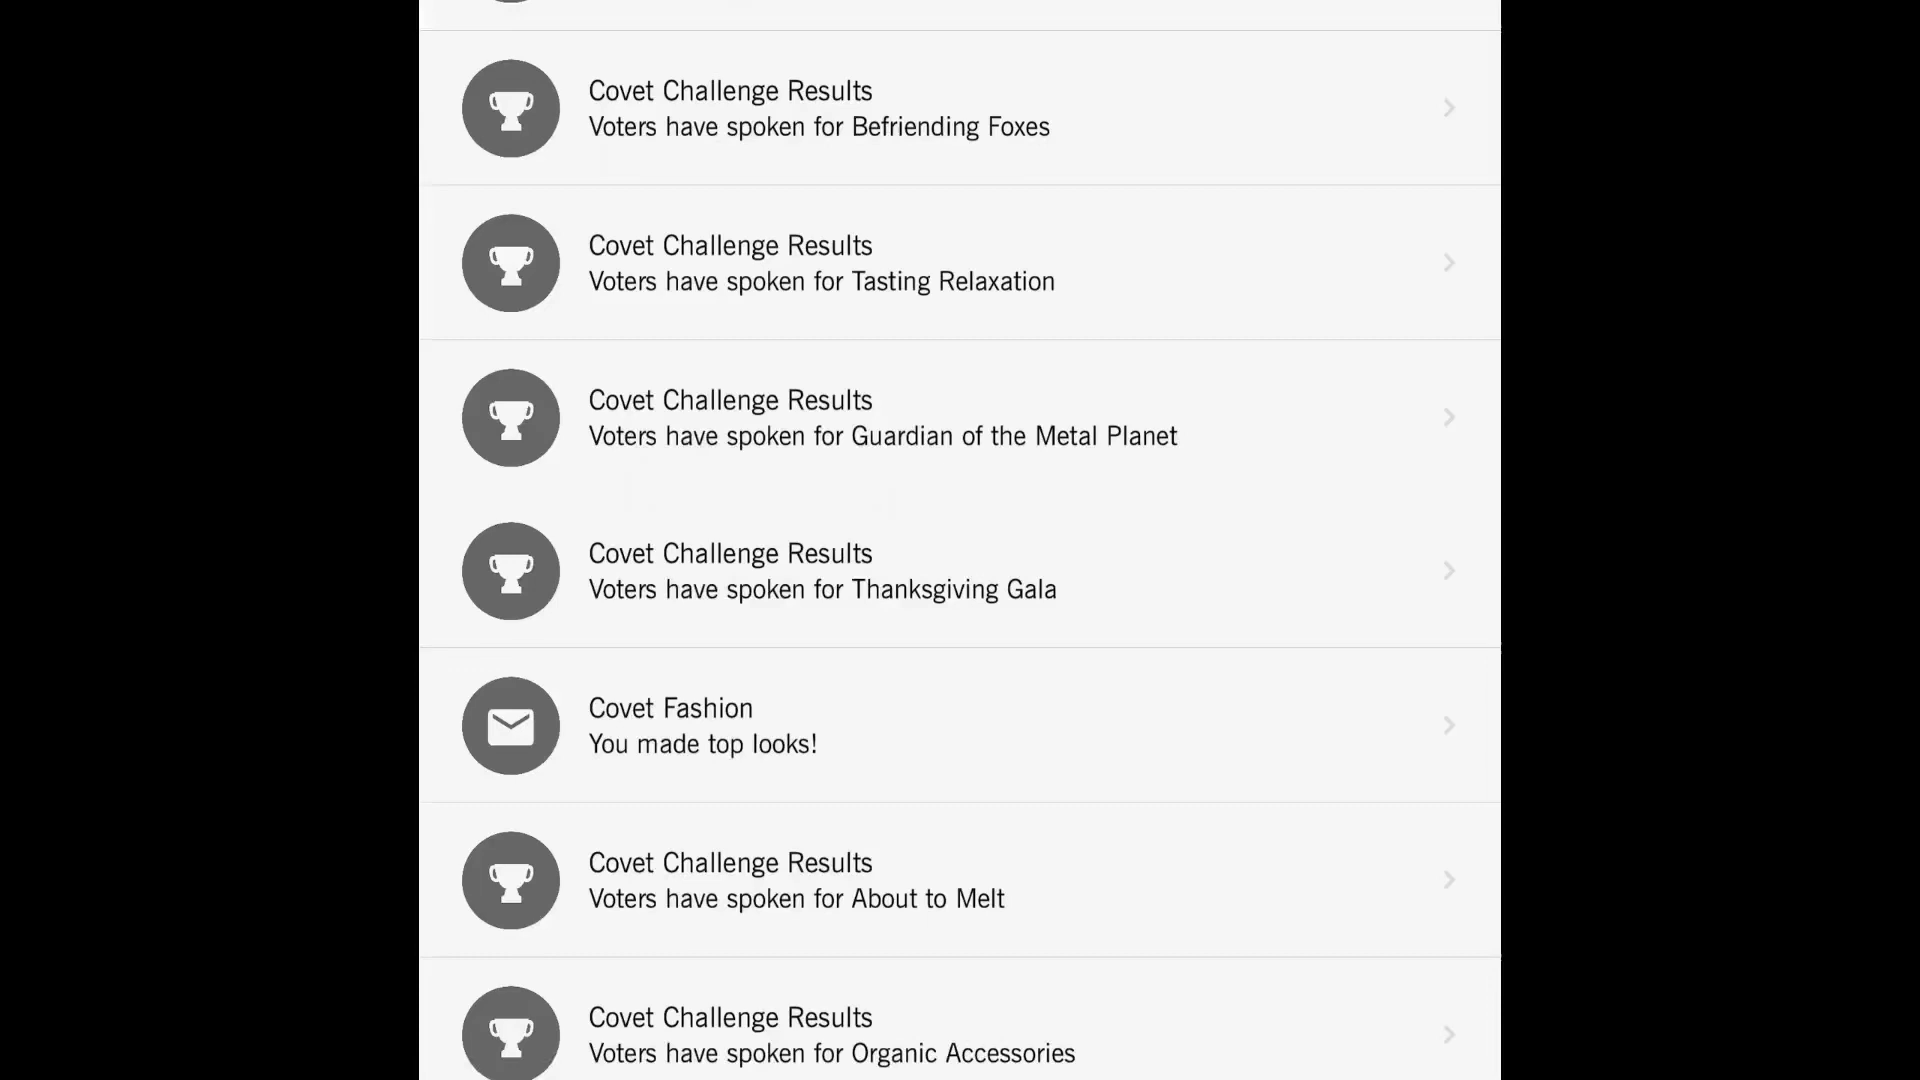 Covet Challenge Results
Voters have spoken for Befriending Foxes
Covet Challenge Results
Voters have spoken for Tasting Relaxation
Covet Challenge Results
Voters have spoken for Guardian of the Metal Planet
Covet Challenge Results
Voters have spoken for Thanksgiving Gala
Covet Fashion
You made top looks!
Covet Challenge Results
Voters have spoken for About to Melt
Covet Challenge Results
Voters have spoken for Organic Accessories